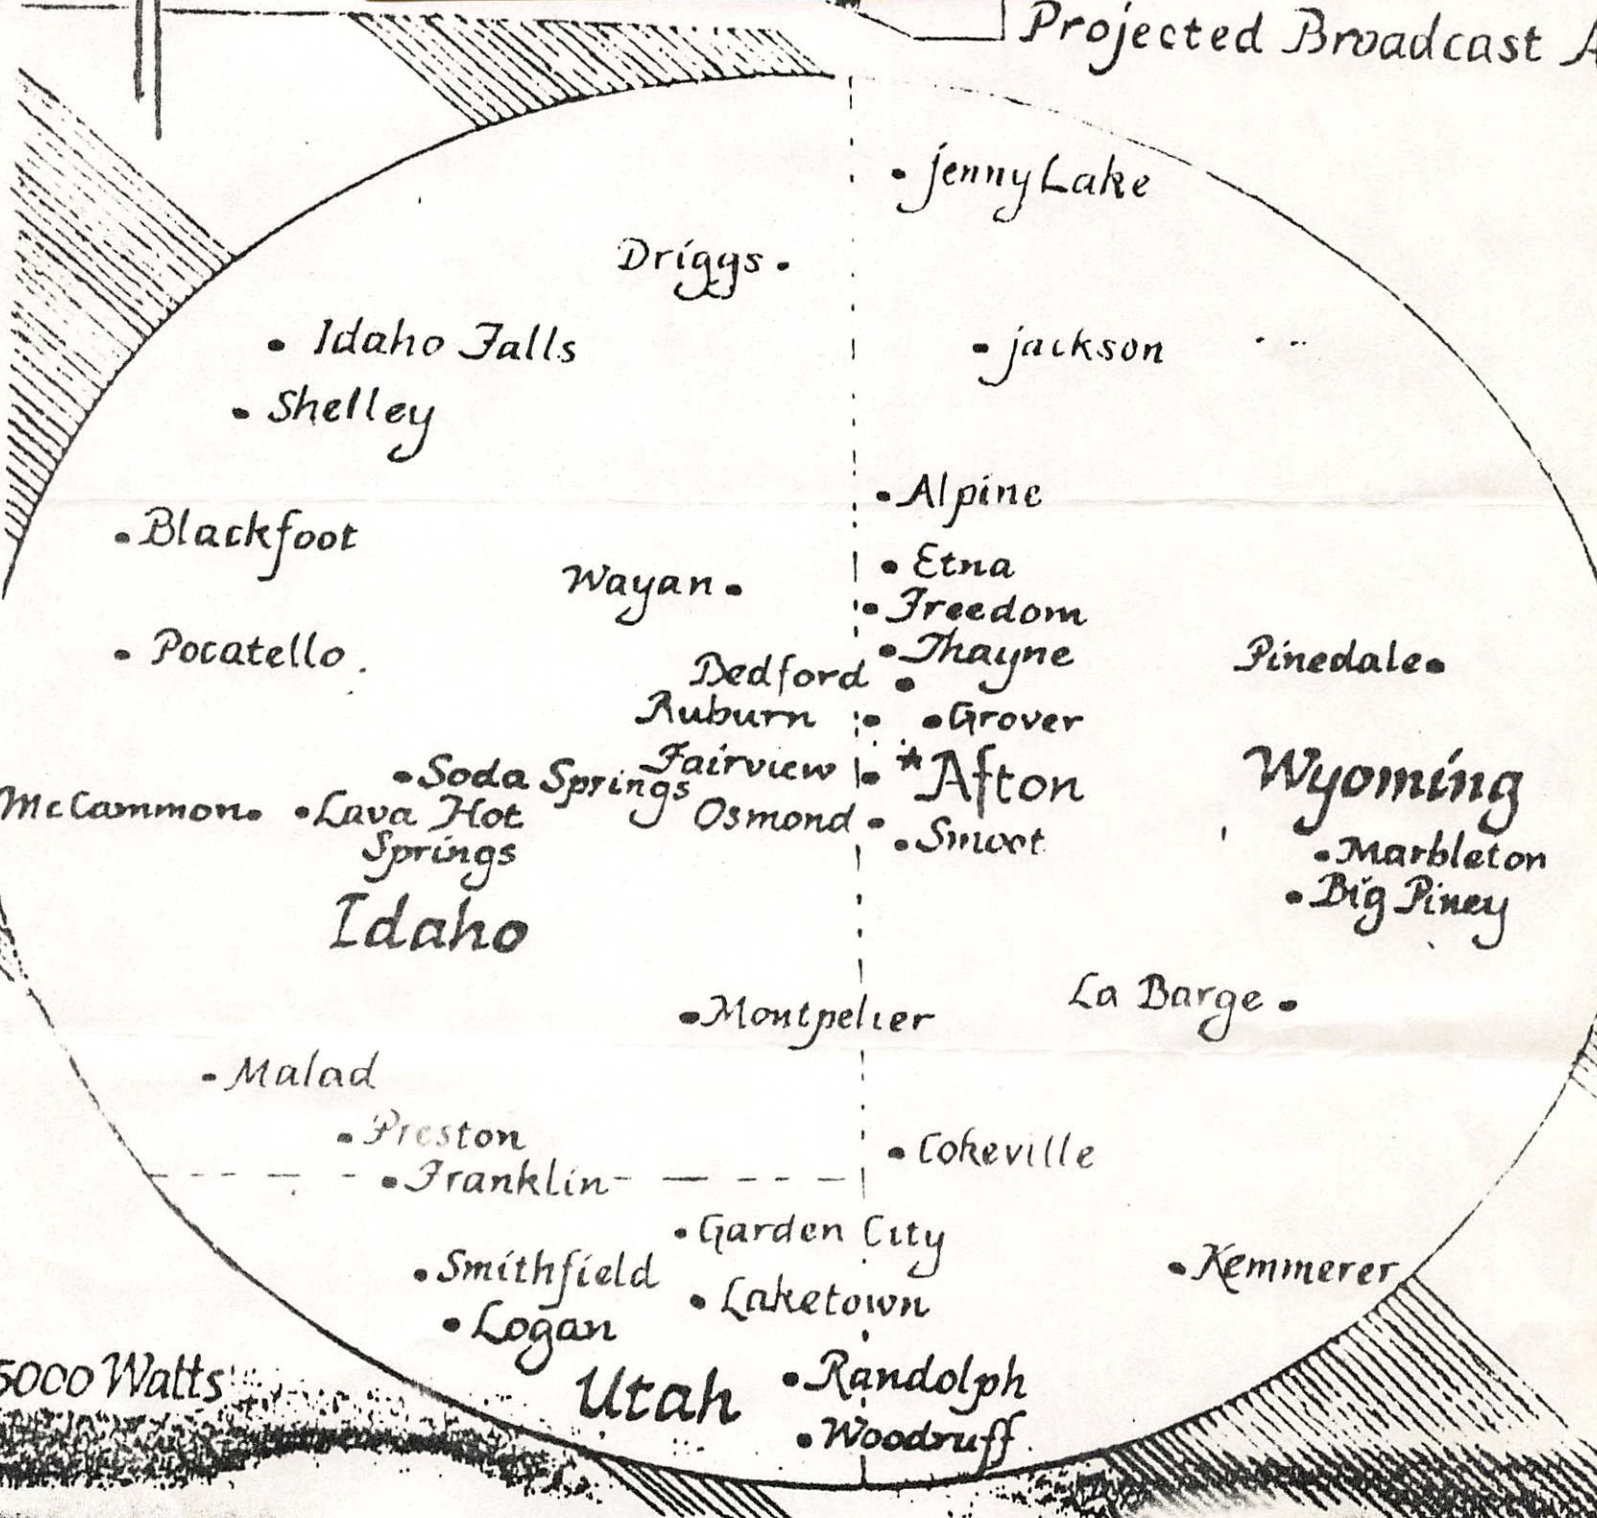 Projected Broadcast A
jenny Lake
Driggs
Idaho Falls
jackson
Shelley
Alpine
Blackfoot
Etna
Wayan
Freedom
Pocatello
Thayne
Pinedale
Bedford
Auburn
Grover
Fairview
Soda Springs
*Afton
Wyoming
McCammon
Lava Hot
Springs
Osmond
Smoot
Marbleton
Big Piney
Idaho
La Barge
Montpelier
Malad
Preston
Cokeville
Franklin
Garden City
Smithfield
Kemmerer
Laketown
Logan
5000 Watts
Utah
Randolph
Woodruff